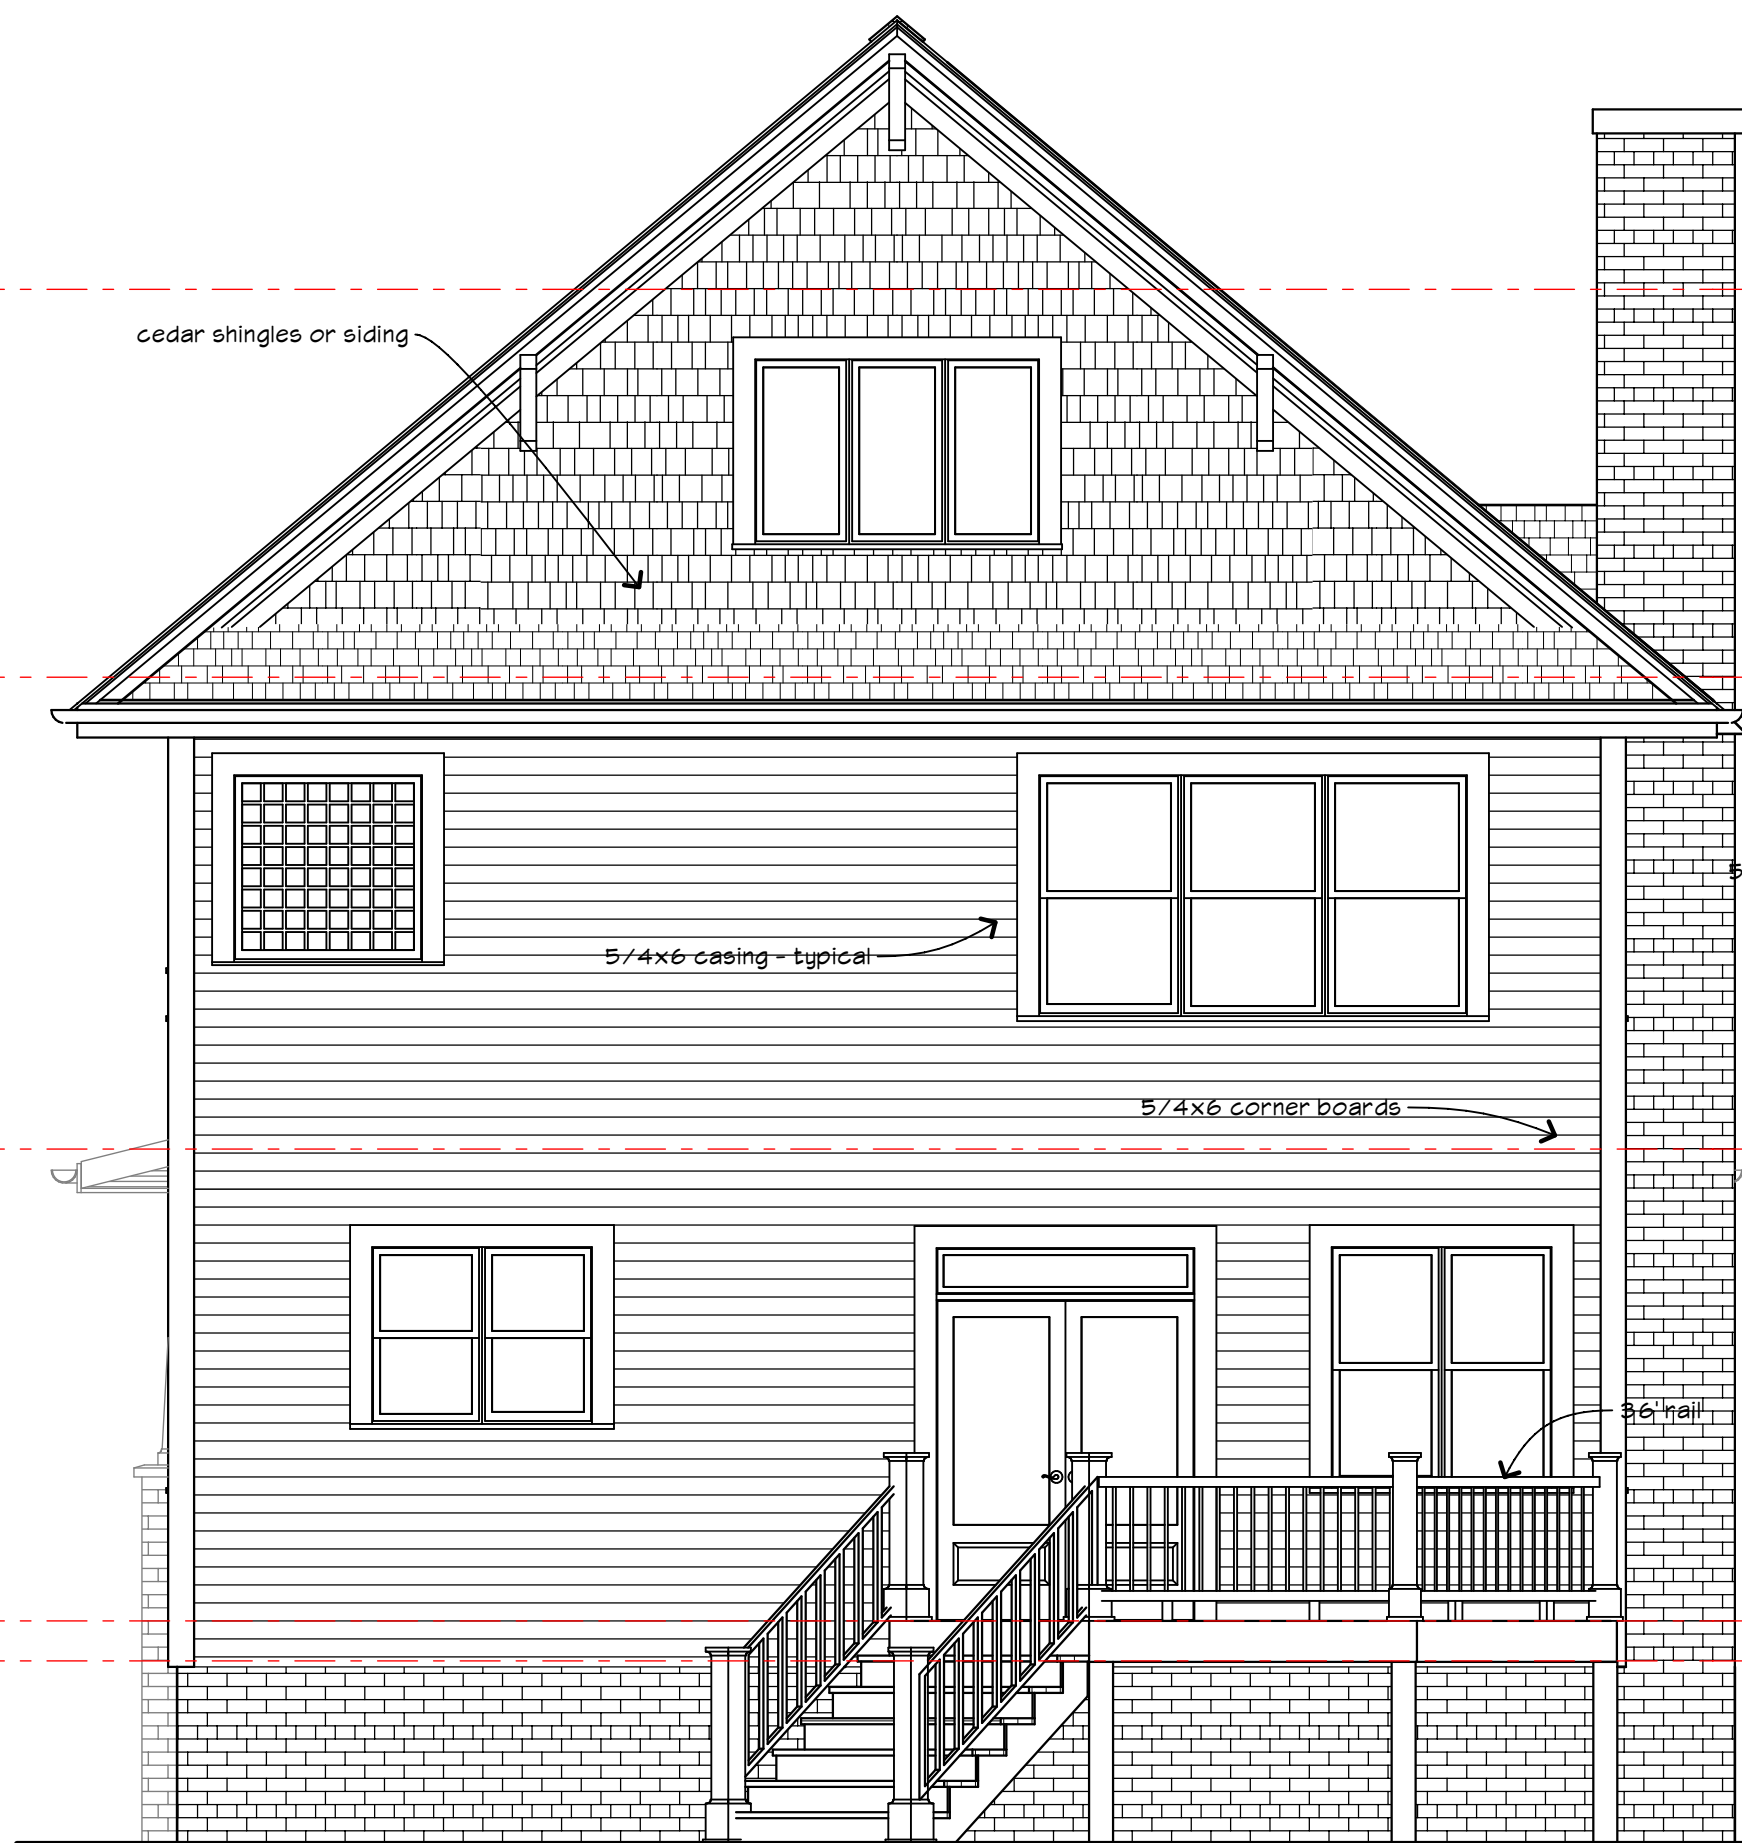 cedar shingles or siding
5/4x6 casing - typical
5/4x6 corner boards
36" rail